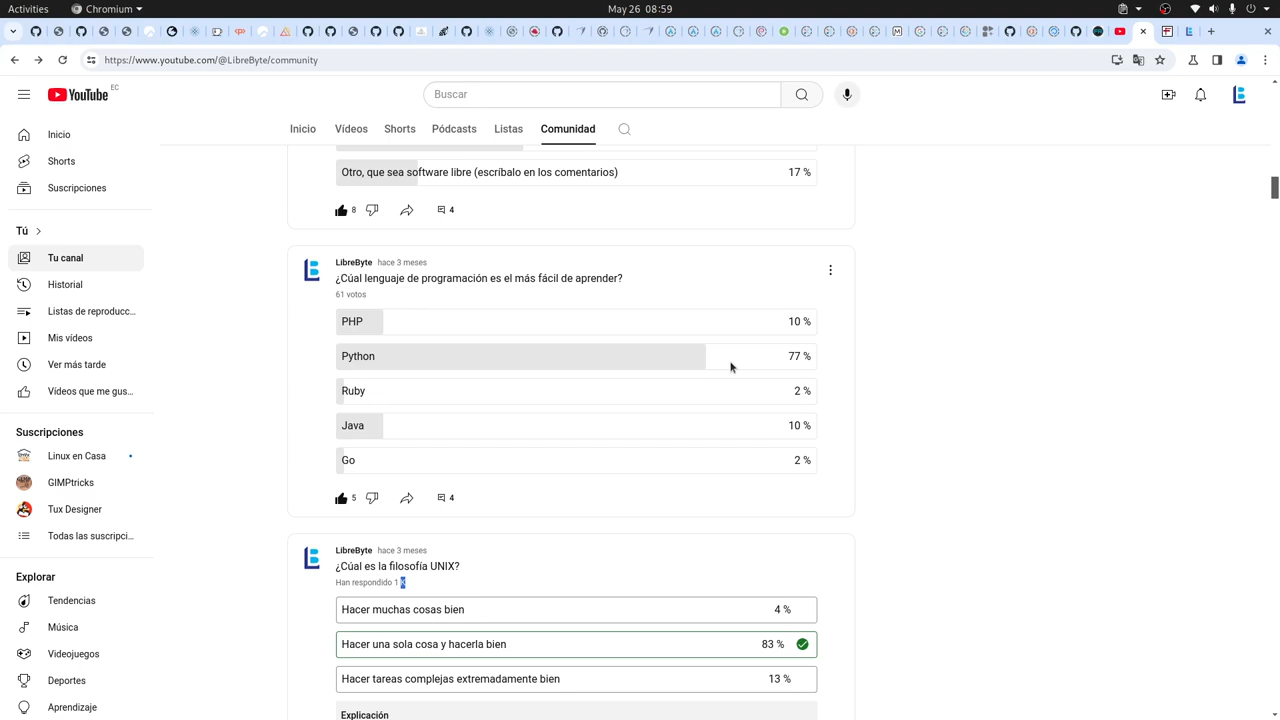 Activities
Chromium
May 26 08:59
https://www.youtube.com/@LibreByte/community
YouTube EC
Buscar
Inicio
Vídeos
Shorts
Pódcasts
Listas
Comunidad
Inicio
Shorts
Suscripciones
Tú
Tu canal
Historial
Listas de reproducc...
Mis vídeos
Ver más tarde
Vídeos que me gus...
Suscripciones
Linux en Casa
GIMPtricks
Tux Designer
Todas las suscripci...
Explorar
Tendencias
Música
Videojuegos
Deportes
Aprendizaje
Otro, que sea software libre (escríbalo en los comentarios) 17 %
8
4
LibreByte hace 3 meses
¿Cúal lenguaje de programación es el más fácil de aprender?
61 votos
PHP 10 %
Python 77 %
Ruby 2 %
Java 10 %
Go 2 %
5
4
LibreByte hace 3 meses
¿Cúal es la filosofía UNIX?
Han respondido 1 K
Hacer muchas cosas bien 4 %
Hacer una sola cosa y hacerla bien 83 %
Hacer tareas complejas extremadamente bien 13 %
Explicación